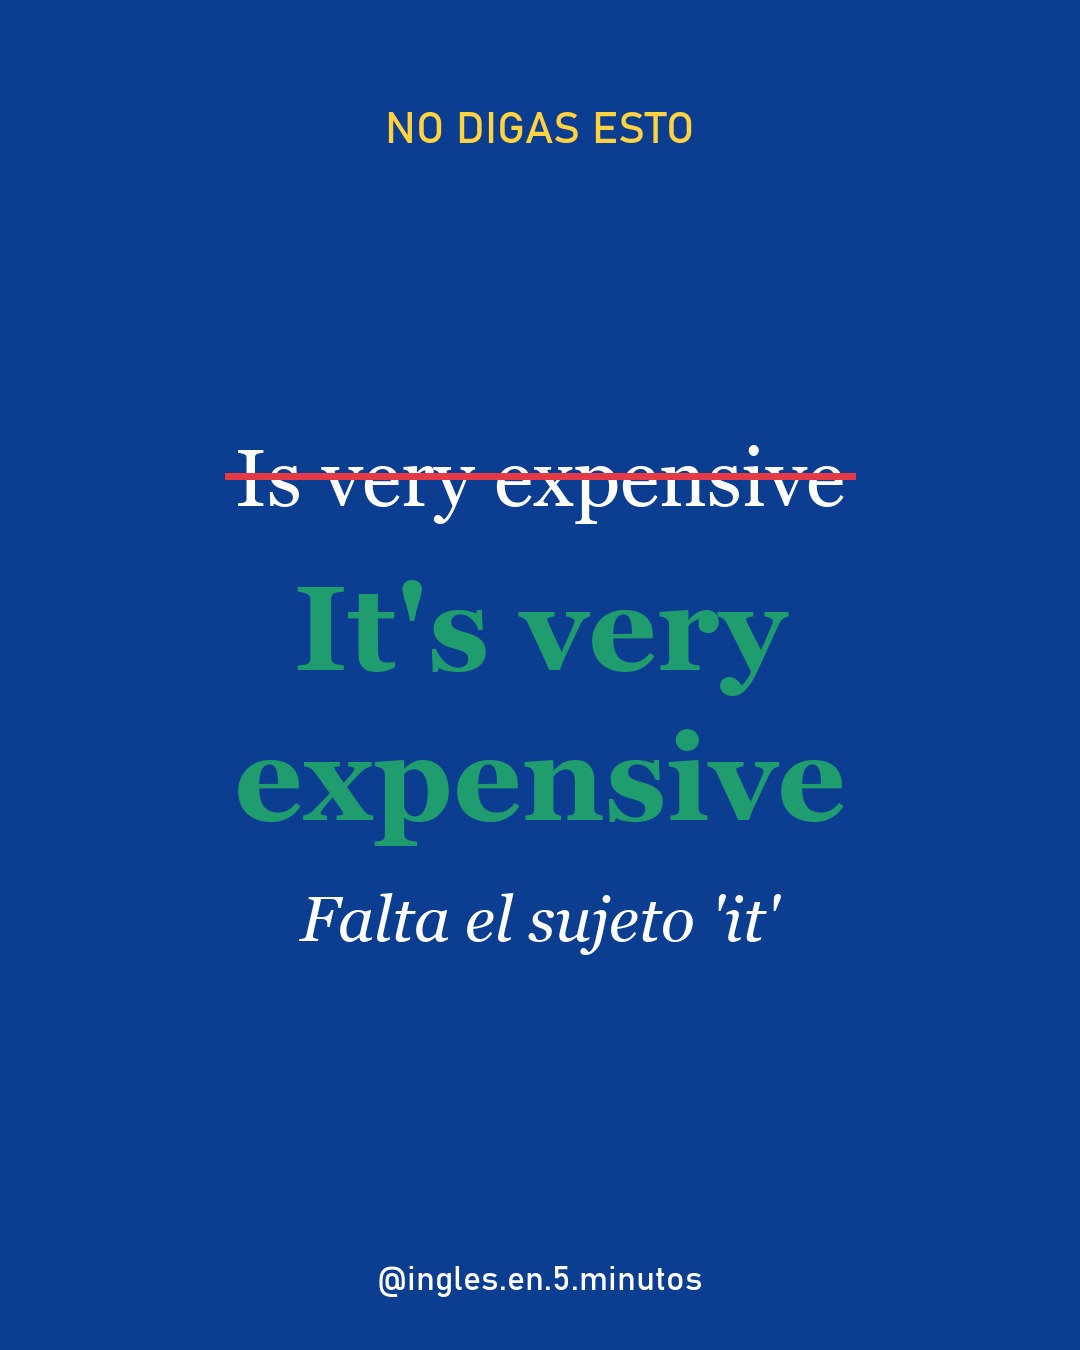 NO DIGAS ESTO
Is very expensive
It's very
expensive
Falta el sujeto 'it'
@ingles.en.5.minutos